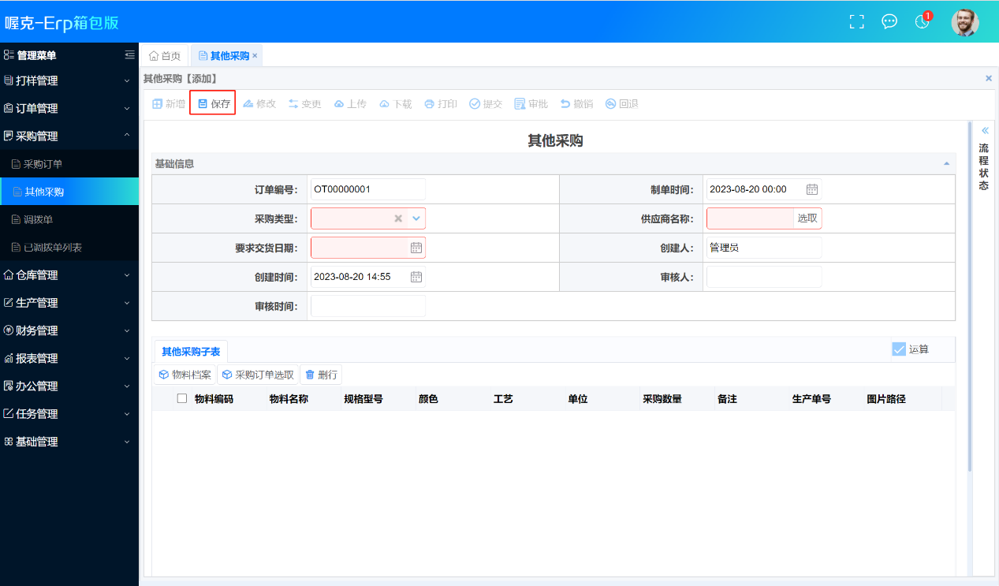 喔克-Erp箱包版
1
管理菜单
打样管理
订单管理
采购管理
采购订单
其他采购
调拨单
已调拨单列表
仓库管理
生产管理
财务管理
报表管理
办公管理
任务管理
基础管理
首页 其他采购 ×
其他采购【添加】
新增 保存 修改 变更 上传 下载 打印 提交 审批 撤销 回退
其他采购
基础信息
订单编号: OT00000001 制单时间: 2023-08-20 00:00
采购类型: 供应商名称: 选取
要求交货日期: 创建人: 管理员
创建时间: 2023-08-20 14:55 审核人:
审核时间:
其他采购子表 运算
物料档案 采购订单选取 删行
物料编码 物料名称 规格型号 颜色 工艺 单位 采购数量 备注 生产单号 图片路径
流程状态